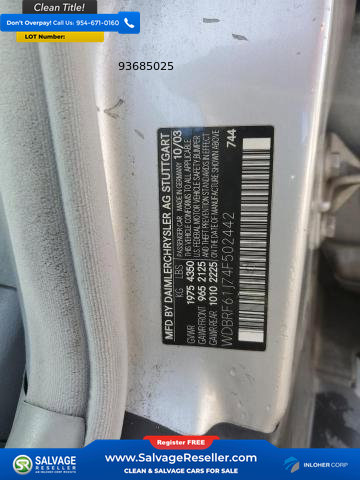 Clean Title!
Don't Overpay! Call Us: 954-671-0160
LOT Number:
93685025
MFD BY DAIMLERCHRYSLER AG STUTTGART
PASSENGER CAR MADE IN GERMANY 10/03
KG LBS THIS VEHICLE CONFORMS TO ALL APPLICABLE
GVWR 1975 4350 U.S. FEDERAL MOTOR VEHICLE SAFETY BUMPER
GAWR FRONT 965 2125 AND THEFT PREVENTION STANDARDS IN EFFECT
GAWR REAR 1010 2225 ON THE DATE OF MANUFACTURE SHOWN ABOVE
744
WDBRF61J74F502442
Register FREE!
SR
SALVAGE
RESELLER
www.SalvageReseller.com
CLEAN & SALVAGE CARS FOR SALE
INLOHER CORP.